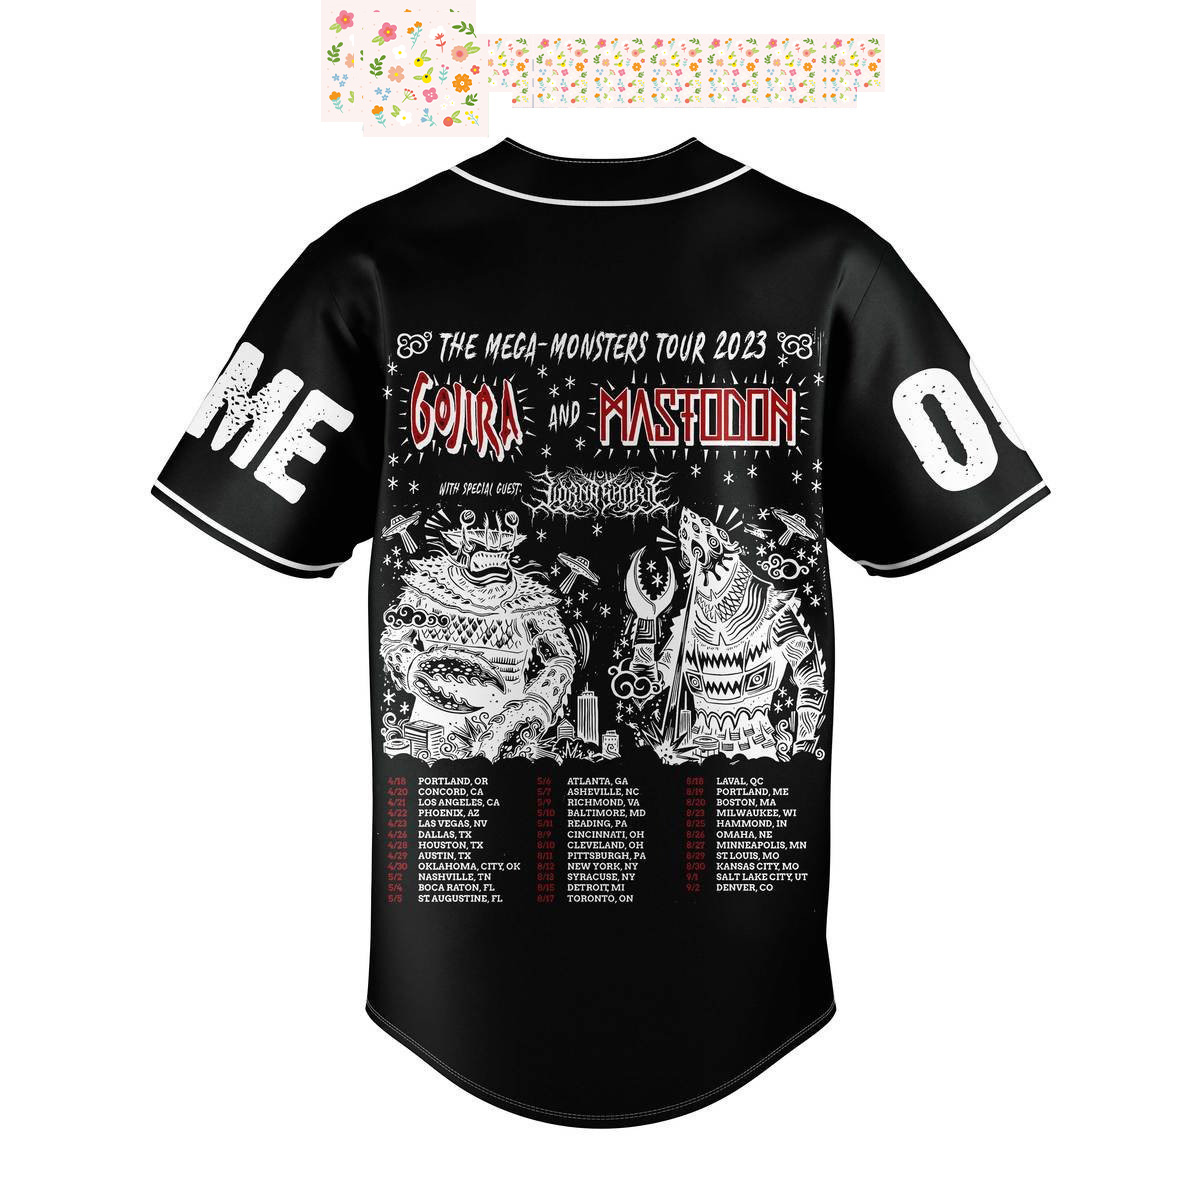 THE MEGA-MONSTERS TOUR 2023
GOJIRA AND MASTODON
WITH SPECIAL GUEST: LORNA SHORE
ME
4/18 PORTLAND, OR
4/20 CONCORD, CA
4/21 LOS ANGELES, CA
4/22 PHOENIX, AZ
4/23 LAS VEGAS, NV
4/26 DALLAS, TX
4/28 HOUSTON, TX
4/29 AUSTIN, TX
4/30 OKLAHOMA, CITY, OK
5/2 NASHVILLE, TN
5/4 BOCA RATON, FL
5/5 ST AUGUSTINE, FL
5/6 ATLANTA, GA
5/7 ASHEVILLE, NC
5/9 RICHMOND, VA
5/10 BALTIMORE, MD
5/11 READING, PA
8/9 CINCINNATI, OH
8/10 CLEVELAND, OH
8/11 PITTSBURGH, PA
8/12 NEW YORK, NY
8/13 SYRACUSE, NY
8/15 DETROIT, MI
8/17 TORONTO, ON
8/18 LAVAL, QC
8/19 PORTLAND, ME
8/20 BOSTON, MA
8/23 MILWAUKEE, WI
8/25 HAMMOND, IN
8/26 OMAHA, NE
8/27 MINNEAPOLIS, MN
8/29 ST LOUIS, MO
8/30 KANSAS CITY, MO
9/1 SALT LAKE CITY, UT
9/2 DENVER, CO